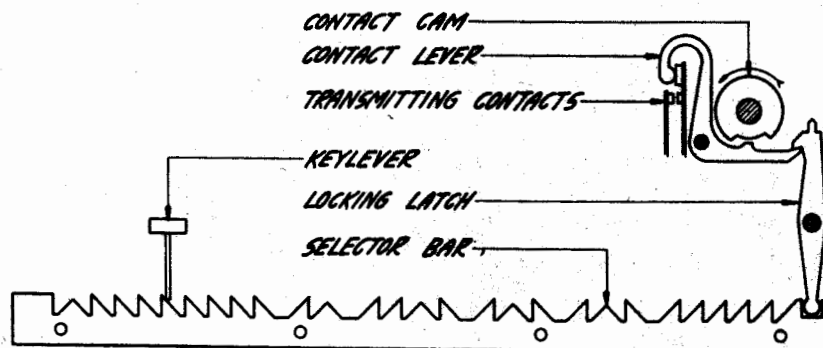 CONTACT CAM
CONTACT LEVER
TRANSMITTING CONTACTS
KEYLEVER
LOCKING LATCH
SELECTOR BAR